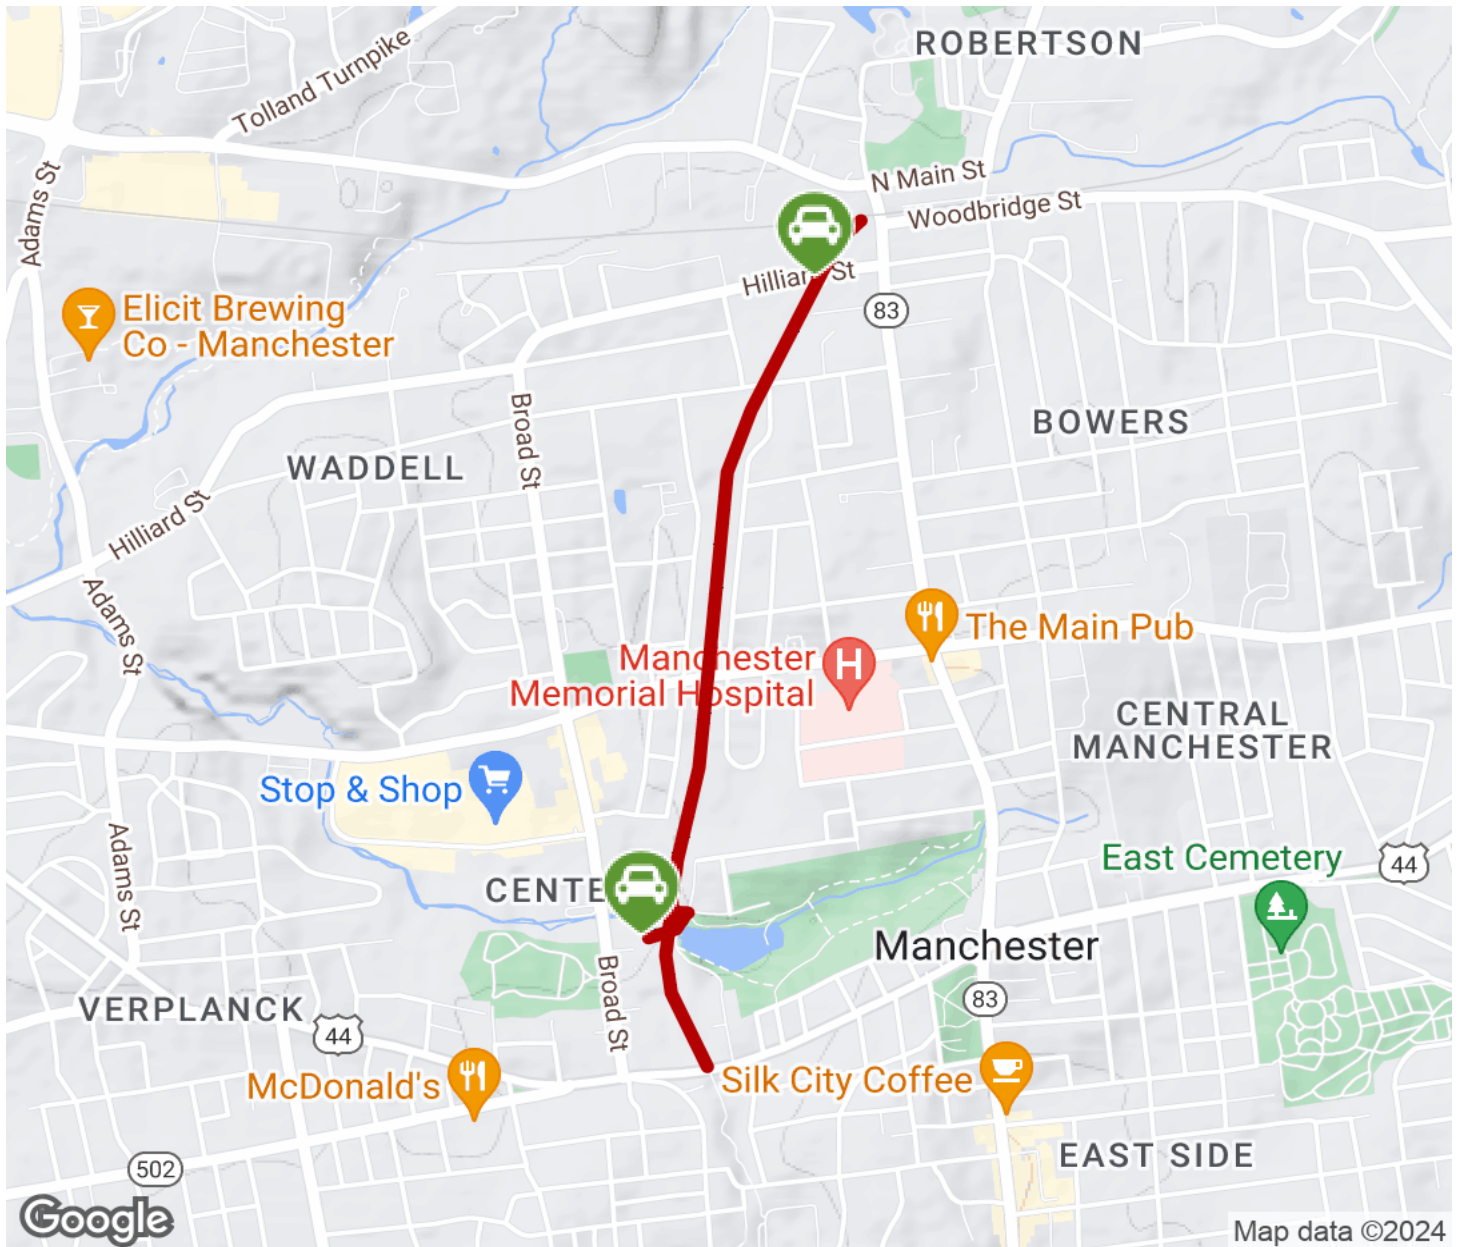 ROBERTSON
Tolland Turnpike
N Main St
Adams St
Woodbridge St
Hilliard St
Elicit Brewing
Co - Manchester
83
Broad St
BOWERS
WADDELL
Hilliard St
H
The Main Pub
Adams St
Manchester
Memorial Hospital
CENTRAL
MANCHESTER
Stop & Shop
Adams St
East Cemetery
44
CENTE
Manchester
Broad St
VERPLANCK
44
83
McDonald's
Silk City Coffee
502
EAST SIDE
Google
Map data ©2024